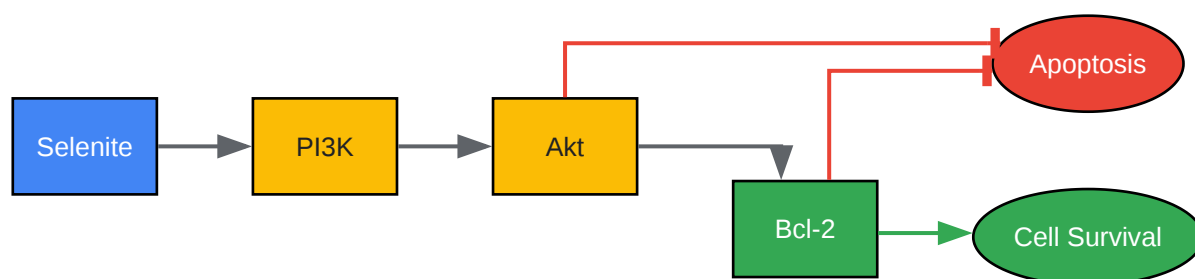 Apoptosis
Selenite
PI3K
Akt
Bcl-2
Cell Survival